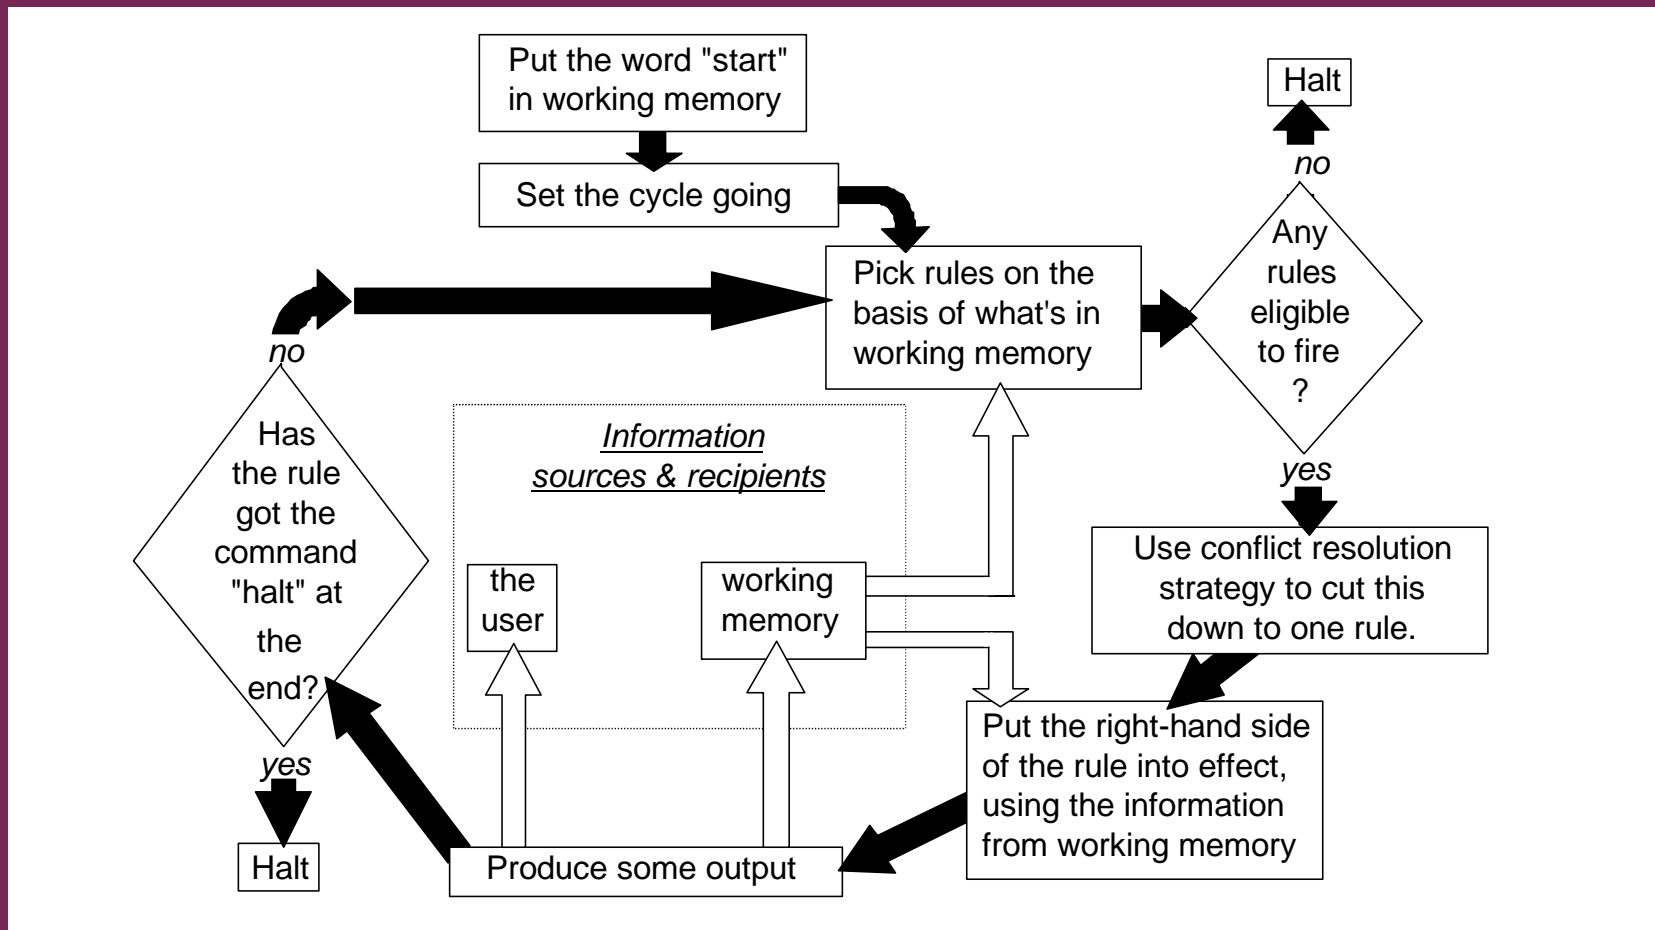 Put the word "start"
in working memory
Set the cycle going
Pick rules on the
basis of what's in
working memory
Halt
no
Any
rules
eligible
to fire
?
yes
Use conflict resolution
strategy to cut this
down to one rule.
Put the right-hand side
of the rule into effect,
using the information
from working memory
Produce some output
Information
sources & recipients
the
user
working
memory
no
Has
the rule
got the
command
"halt" at
the
end?
yes
Halt